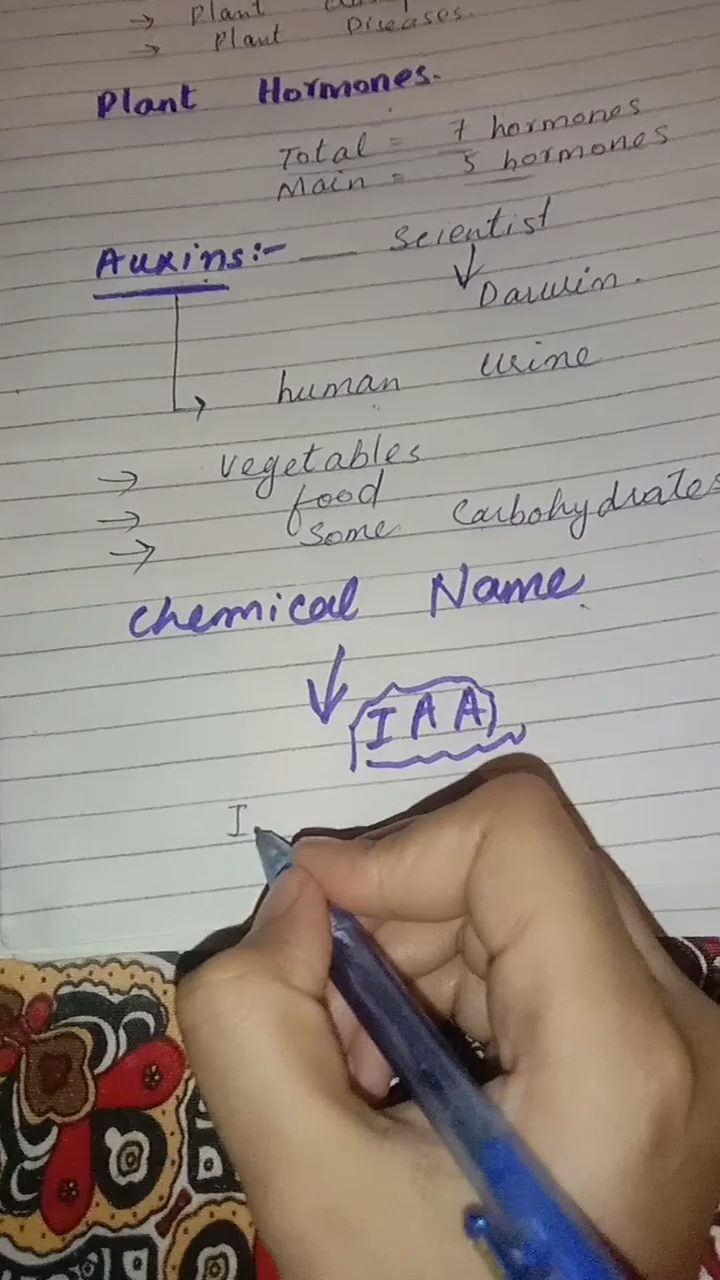 → Plant
→ Plant Diseases.
Plant Hormones.
Total = 7 hormones
Main = 5 hormones
Auxins:- — Scientist
↓ Darwin.
→ human urine
→ vegetables
→ food
→ some carbohydrates
Chemical Name
↓ (IAA)
I